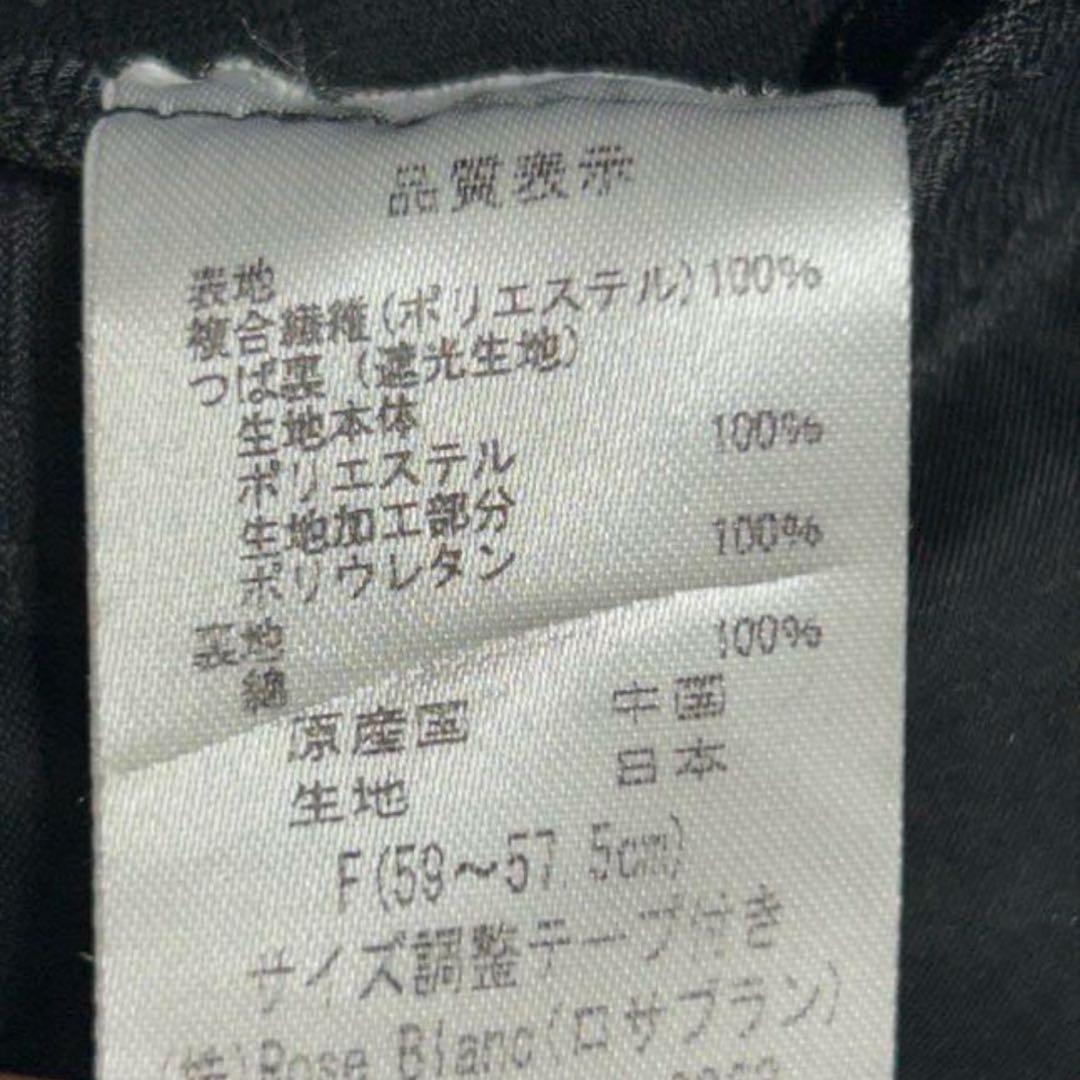 品質表示
表地
複合繊維(ポリエステル)100%
つば裏(遮光生地)
生地本体
ポリエステル 100%
生地加工部分
ポリウレタン 100%
裏地
綿 100%
原産国 中国
生地 日本
F(59～57.5cm)
サイズ調整テープ付き
(株)Rose Blanc(ロサブラン)